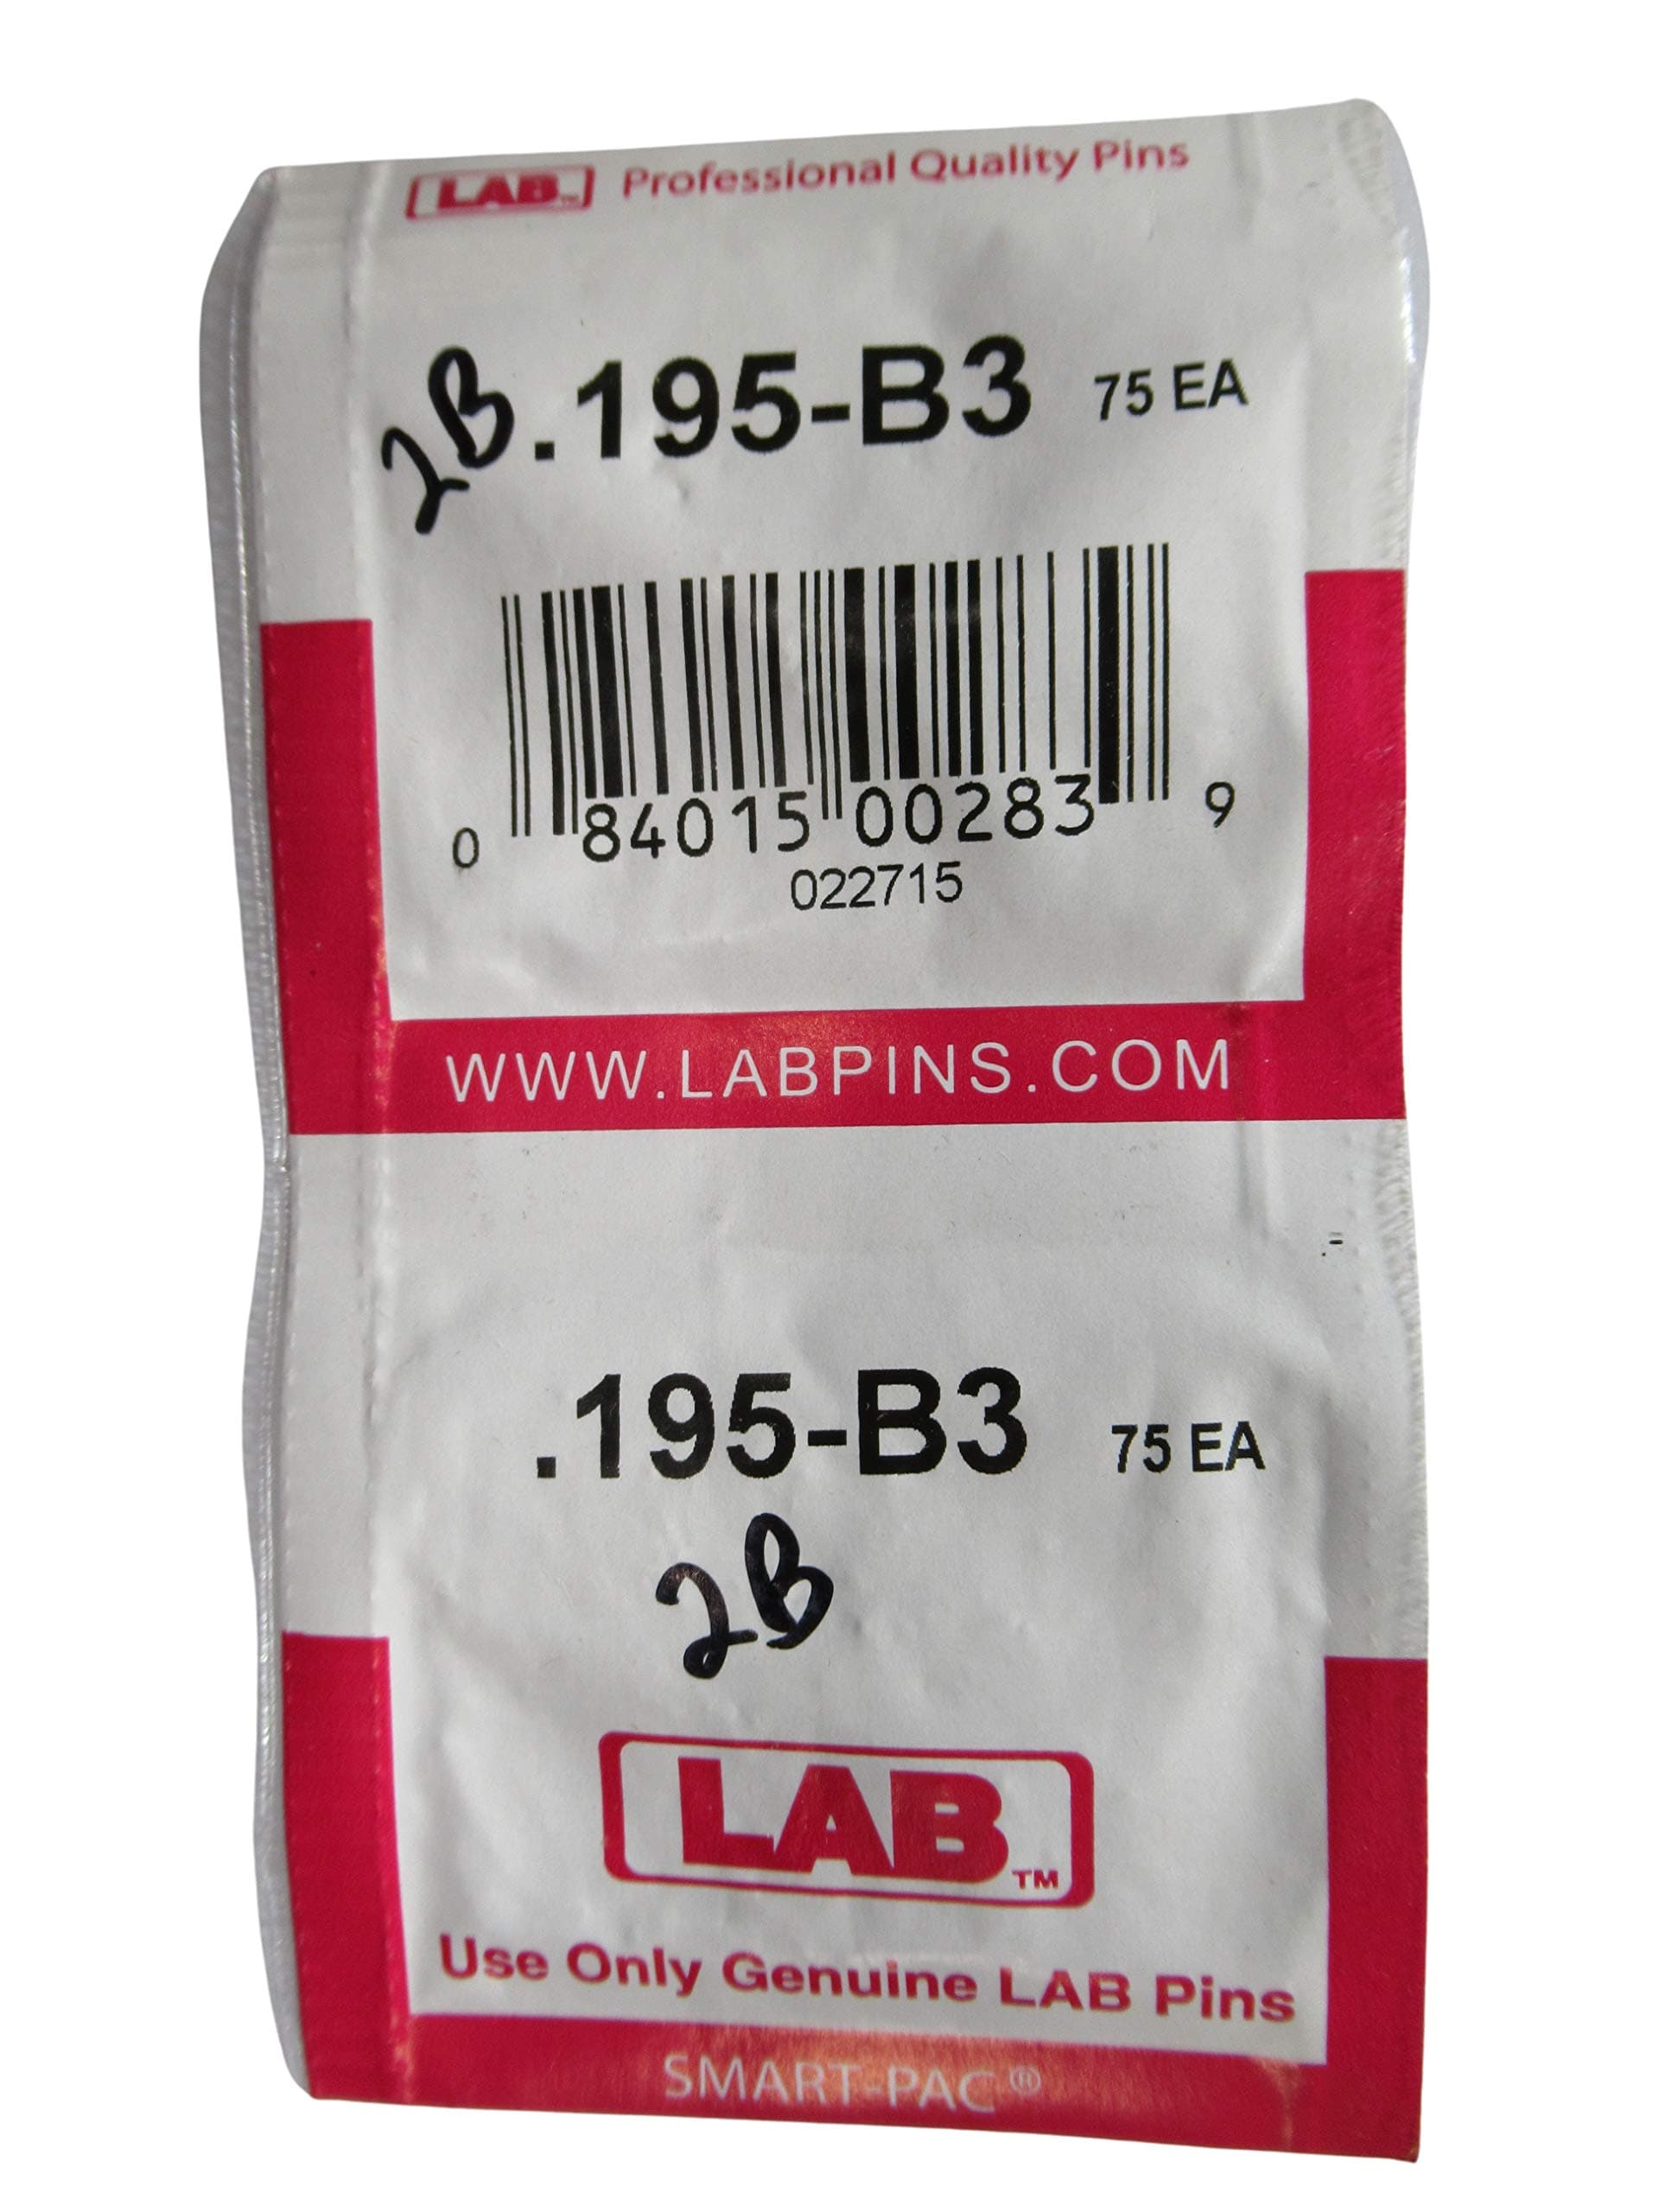 LAB™ Professional Quality Pins
2B .195-B3 75 EA
0 84015 00283 9
022715
WWW.LABPINS.COM
.195-B3 75 EA
2B
LAB™
Use Only Genuine LAB Pins
SMART-PAC®